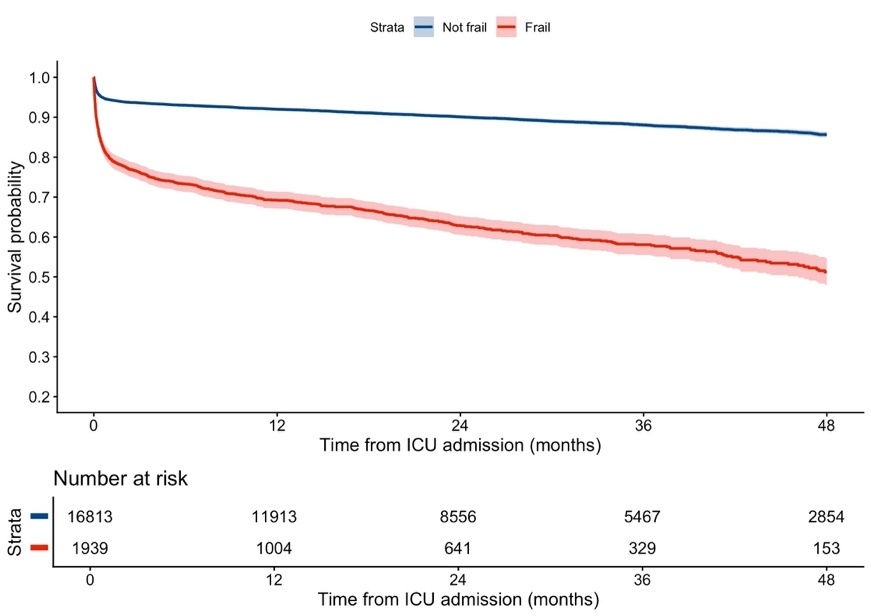 Strata Not frail Frail
1.0
0.9
0.8
0.7
0.6
0.5
0.4
0.3
0.2
Survival probability
0 12 24 36 48
Time from ICU admission (months)
Number at risk
Strata
16813 11913 8556 5467 2854
1939 1004 641 329 153
0 12 24 36 48
Time from ICU admission (months)